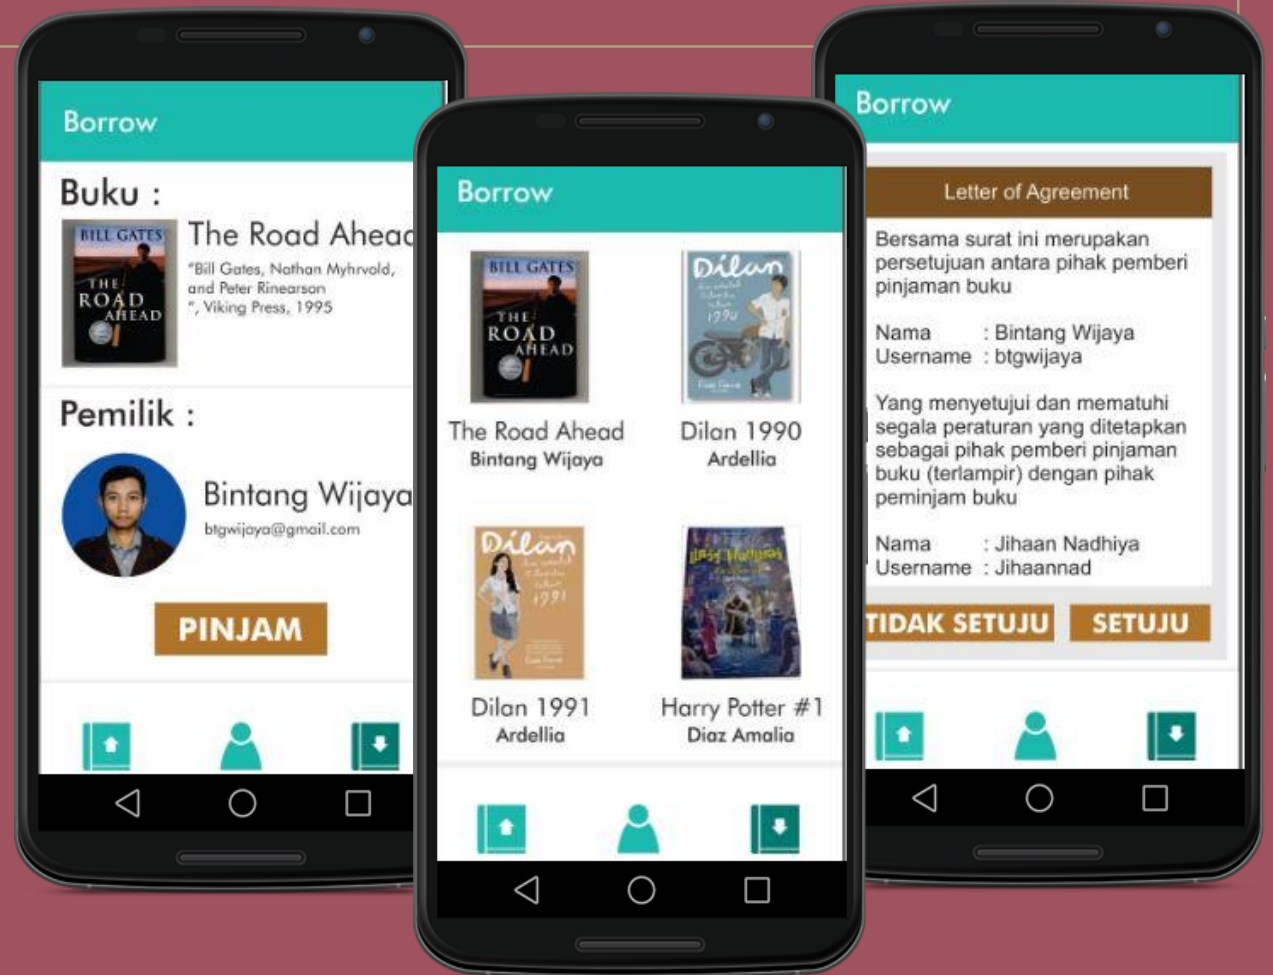 Borrow
Buku :
BILL GATES
THE
ROAD
AHEAD
The Road Ahead
"Bill Gates, Nathan Myhrvold,
and Peter Rinearson
", Viking Press, 1995
Pemilik :
Bintang Wijaya
btgwijaya@gmail.com
PINJAM
Borrow
BILL GATES
THE
ROAD
AHEAD
The Road Ahead
Bintang Wijaya
Dilan
1990
Dilan 1990
Ardellia
Dilan
1991
Dilan 1991
Ardellia
Harry Potter #1
Diaz Amalia
Borrow
Letter of Agreement
Bersama surat ini merupakan
persetujuan antara pihak pemberi
pinjaman buku
Nama : Bintang Wijaya
Username : btgwijaya
Yang menyetujui dan mematuhi
segala peraturan yang ditetapkan
sebagai pihak pemberi pinjaman
buku (terlampir) dengan pihak
peminjam buku
Nama : Jihaan Nadhiya
Username : Jihaannad
TIDAK SETUJU
SETUJU